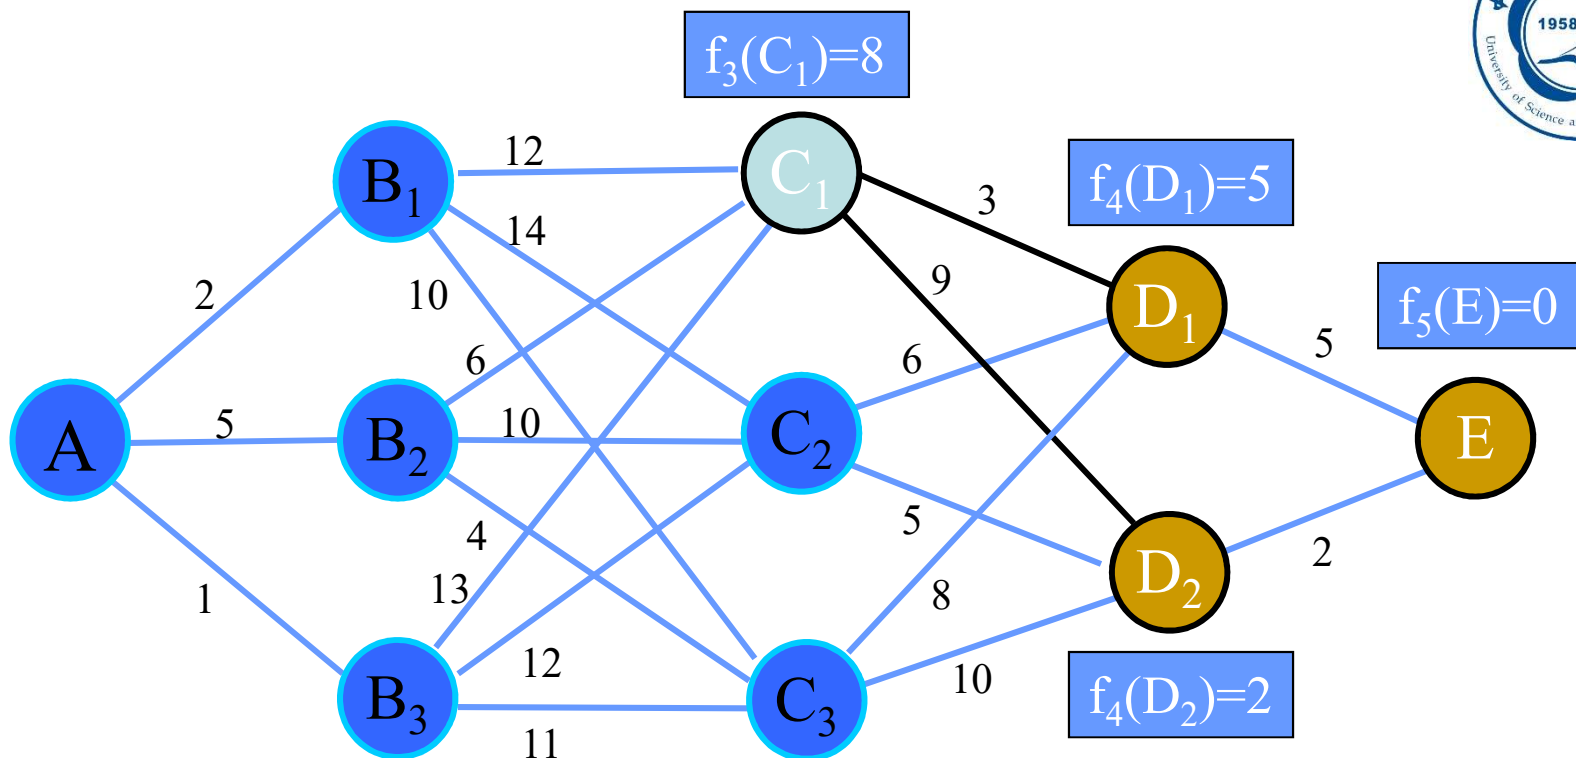 f₃(C₁)=8
1958
University of Science a
12
B₁
C₁
f₄(D₁)=5
3
14
9
2
10
D₁
f₅(E)=0
6
6
5
A
5
B₂
10
C₂
E
4
5
2
1
13
8
D₂
12
10
B₃
C₃
f₄(D₂)=2
11